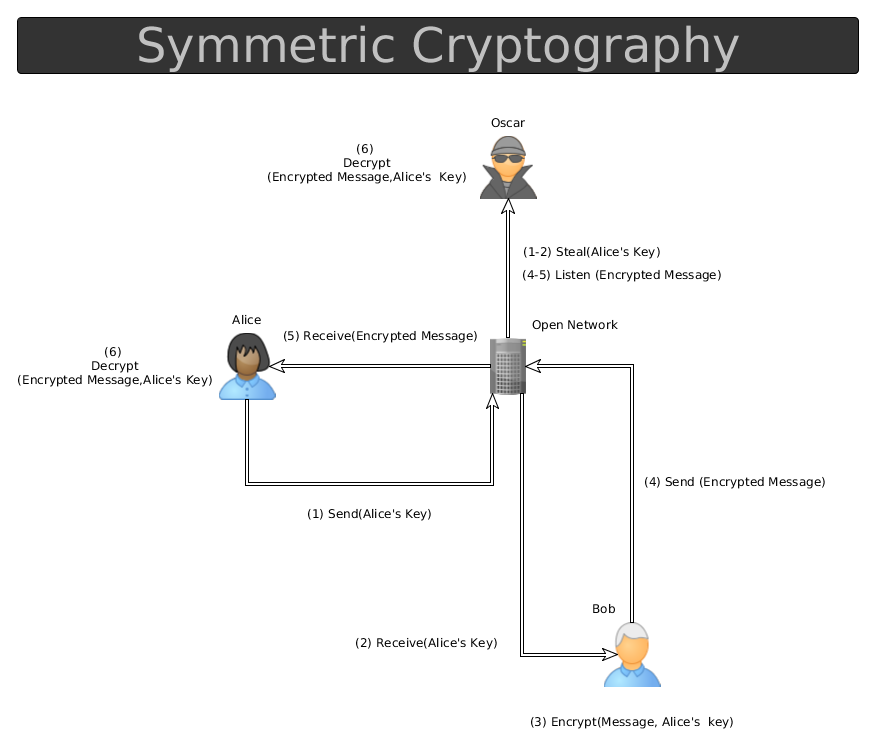 Symmetric Cryptography
Oscar
(6)
Decrypt
(Encrypted Message,Alice's  Key)
(1-2) Steal(Alice's Key)
(4-5) Listen (Encrypted Message)
Alice
Open Network
(5) Receive(Encrypted Message)
(6)
Decrypt
(Encrypted Message,Alice's Key)
(4) Send (Encrypted Message)
(1) Send(Alice's Key)
Bob
(2) Receive(Alice's Key)
(3) Encrypt(Message, Alice's  key)